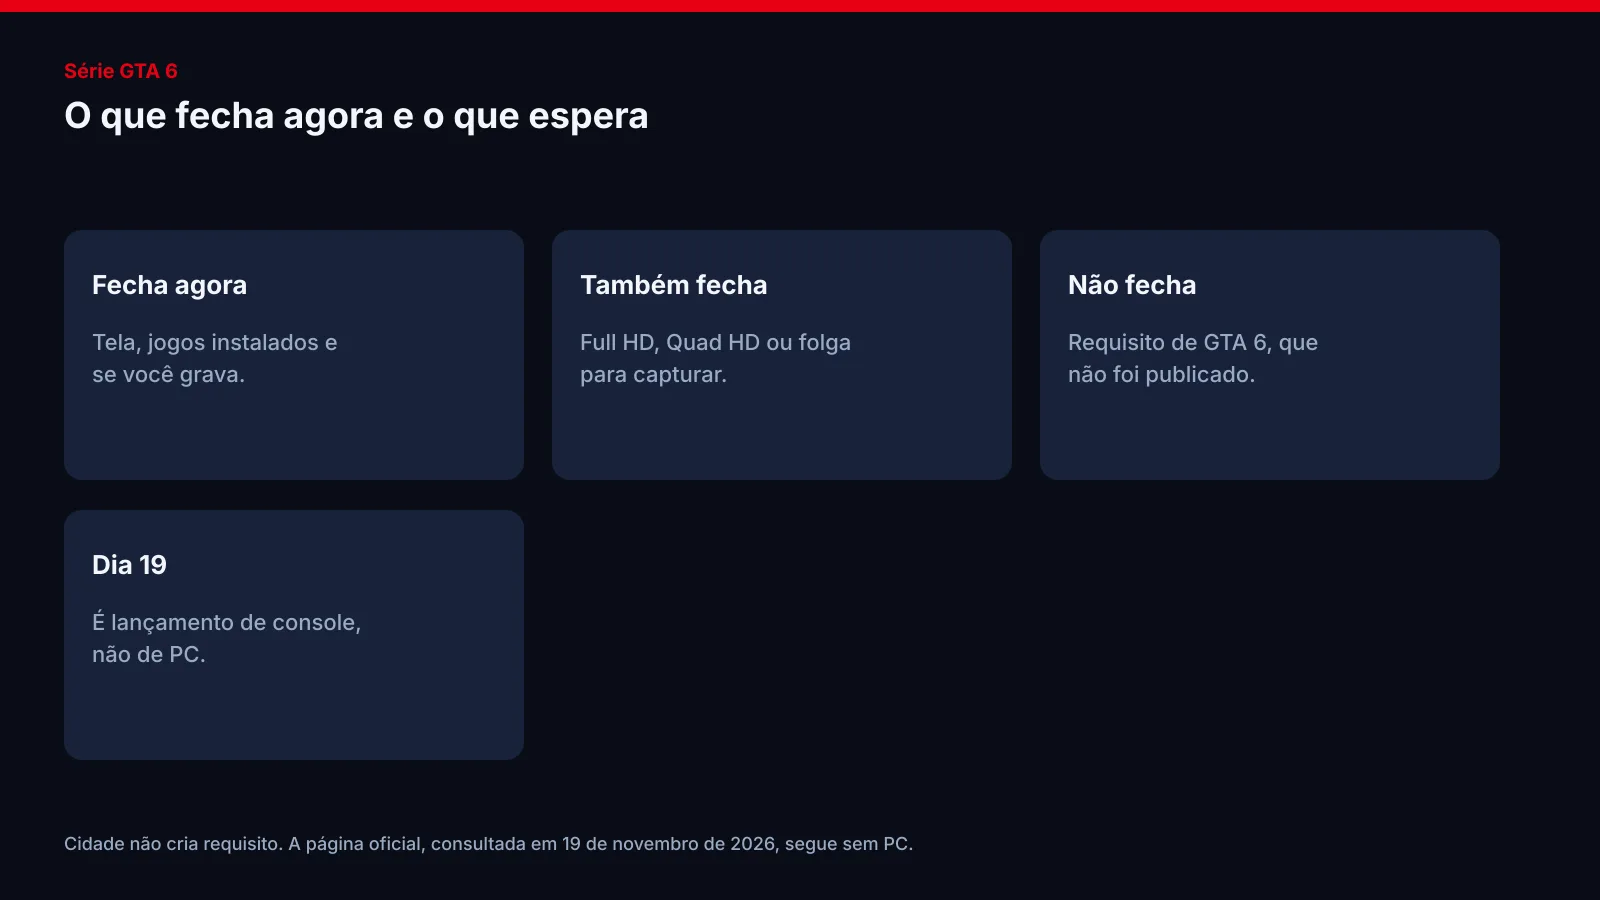 Série GTA 6
O que fecha agora e o que espera
Fecha agora
Tela, jogos instalados e
se você grava.
Também fecha
Full HD, Quad HD ou folga
para capturar.
Não fecha
Requisito de GTA 6, que
não foi publicado.
Dia 19
É lançamento de console,
não de PC.
Cidade não cria requisito. A página oficial, consultada em 19 de novembro de 2026, segue sem PC.